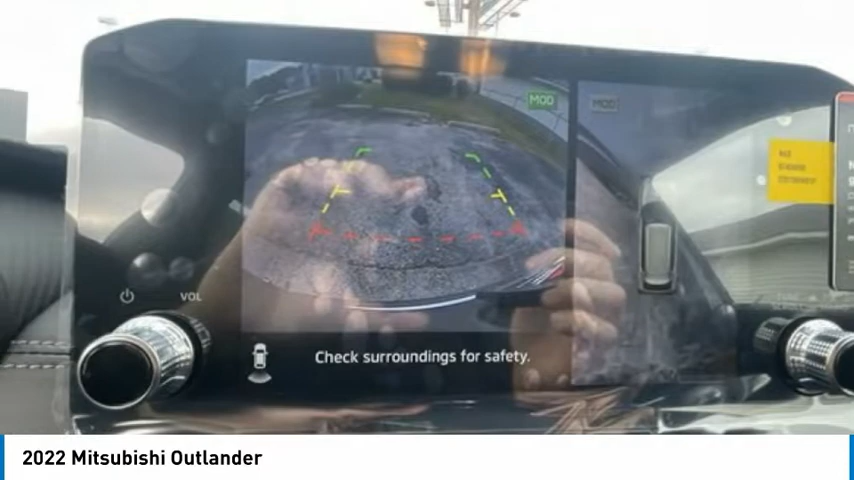 MOD
MOD
VOL
Check surroundings for safety.
2022 Mitsubishi Outlander